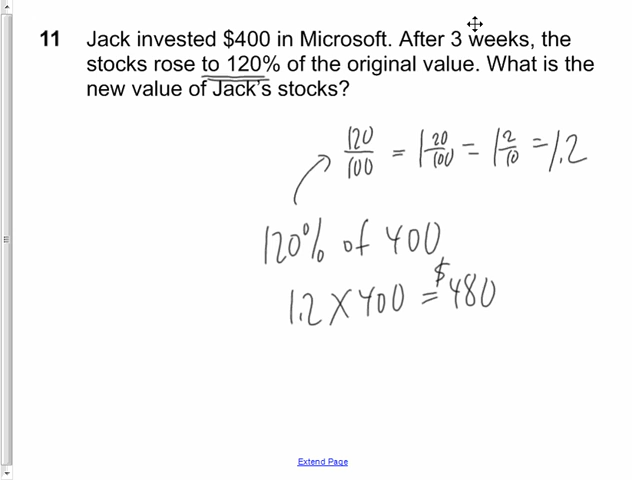 11 Jack invested $400 in Microsoft. After 3 weeks, the
stocks rose to 120% of the original value. What is the
new value of Jack's stocks?
120/100 = 1 20/100 = 1 2/10 = 1.2
120% of 400
1.2 X 400 = $480
Extend Page